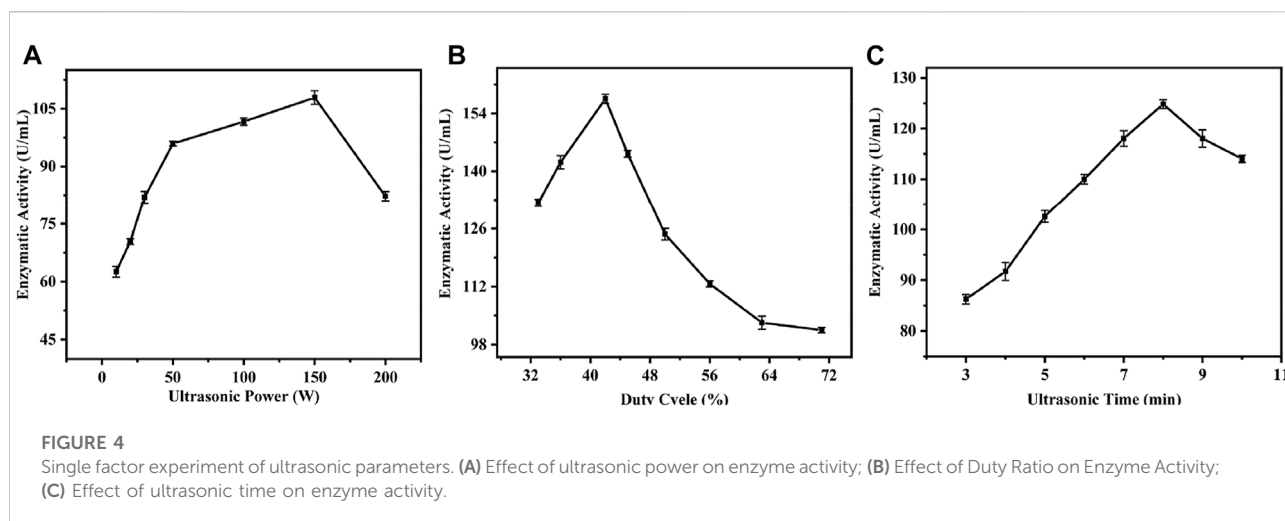 A
B
C
Enzymatic Activity (U/mL)
105
90
75
60
45
0
50
100
150
200
Ultrasonic Power (W)
Enzymatic Activity (U/mL)
154
140
126
112
98
32
40
48
56
64
72
Duty Cycle (%)
Enzymatic Activity (U/mL)
130
120
110
100
90
80
3
5
7
9
11
Ultrasonic Time (min)
FIGURE 4
Single factor experiment of ultrasonic parameters. (A) Effect of ultrasonic power on enzyme activity; (B) Effect of Duty Ratio on Enzyme Activity;
(C) Effect of ultrasonic time on enzyme activity.